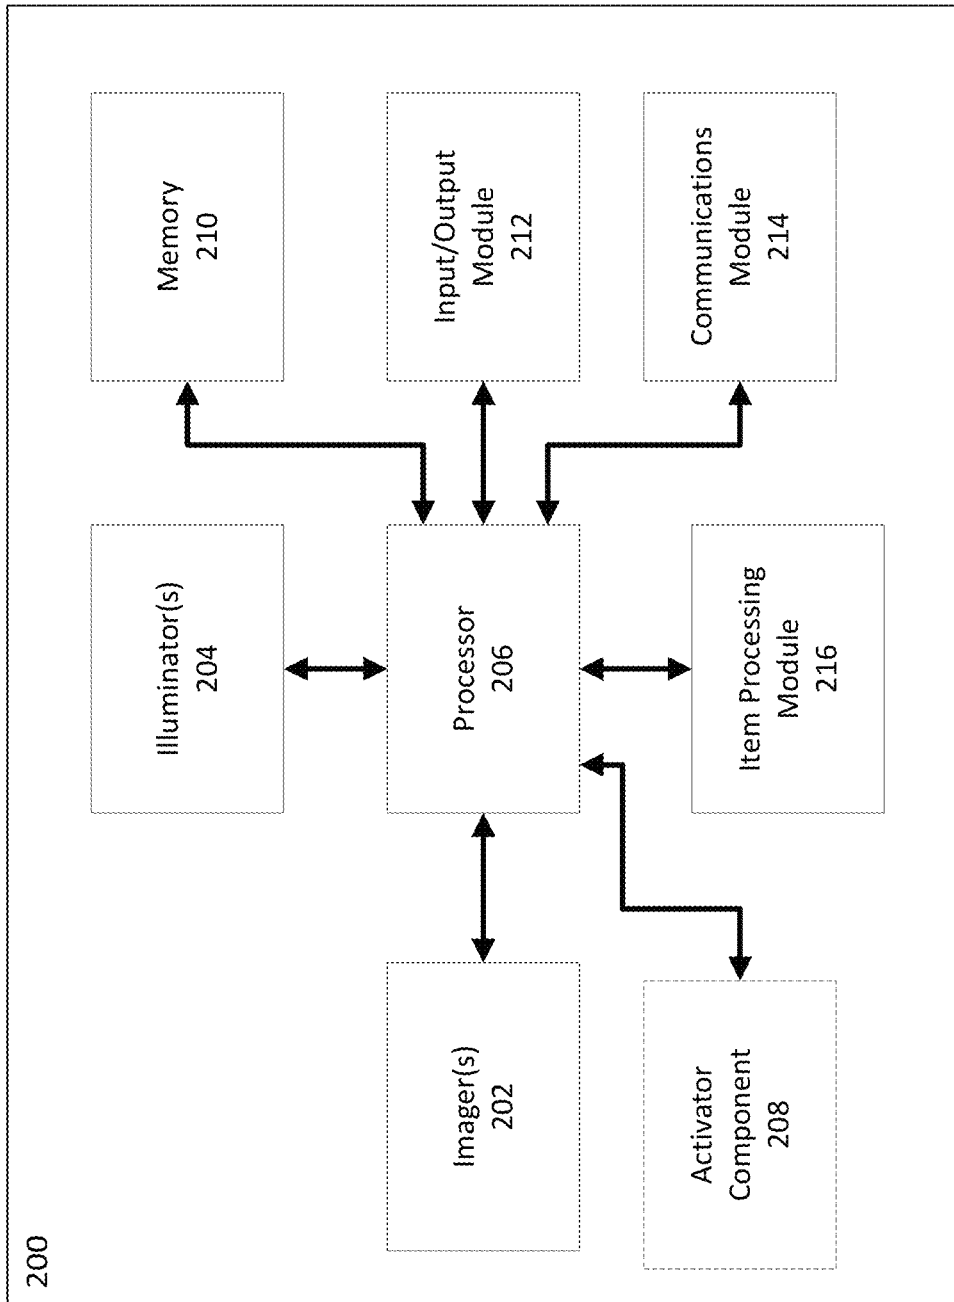 200
Imager(s)
202
Illuminator(s)
204
Memory
210
Processor
206
Input/Output
Module
212
Activator
Component
208
Item Processing
Module
216
Communications
Module
214